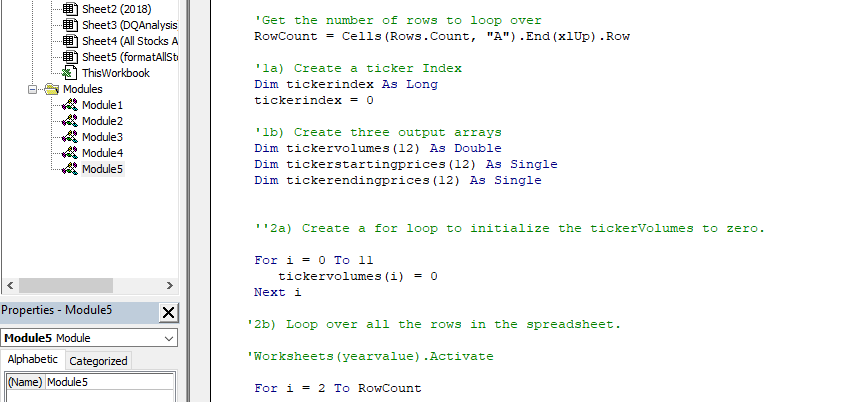 Sheet2 (2018)
Sheet3 (DQAnalysis
Sheet4 (All Stocks A
Sheet5 (formatAllSto
ThisWorkbook
Modules
Module1
Module2
Module3
Module4
Module5
Properties - Module5
Module5 Module
Alphabetic Categorized
(Name) Module5
'Get the number of rows to loop over
RowCount = Cells(Rows.Count, "A").End(xlUp).Row
'1a) Create a ticker Index
Dim tickerindex As Long
tickerindex = 0
'1b) Create three output arrays
Dim tickervolumes(12) As Double
Dim tickerstartingprices(12) As Single
Dim tickerendingprices(12) As Single
''2a) Create a for loop to initialize the tickerVolumes to zero.
For i = 0 To 11
tickervolumes(i) = 0
Next i
'2b) Loop over all the rows in the spreadsheet.
'Worksheets(yearvalue).Activate
For i = 2 To RowCount